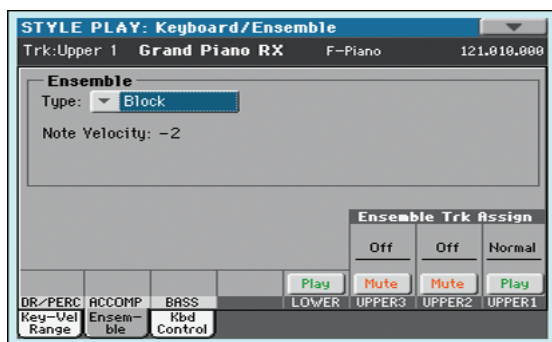 STYLE PLAY: Keyboard/Ensemble
Trk:Upper 1 Grand Piano RX F-Piano 121.010.000
Ensemble
Type: Block
Note Velocity: -2
Ensemble Trk Assign
Off Off Normal
Play Mute Mute Play
DR/PERC ACCOMP BASS LOWER UPPER3 UPPER2 UPPER1
Key-Vel Ensem- Kbd
Range ble Control